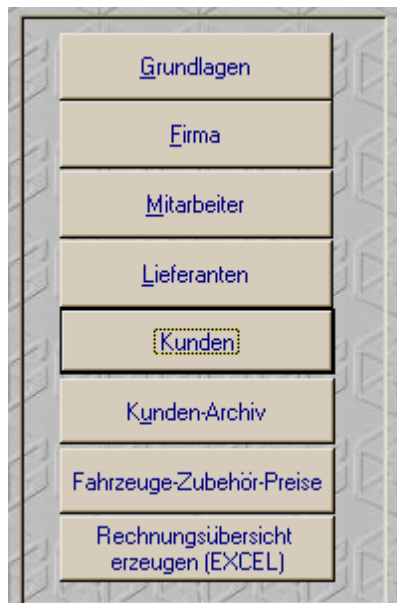 Grundlagen
Firma
Mitarbeiter
Lieferanten
Kunden
Kunden-Archiv
Fahrzeuge-Zubehör-Preise
Rechnungsübersicht
erzeugen (EXCEL)